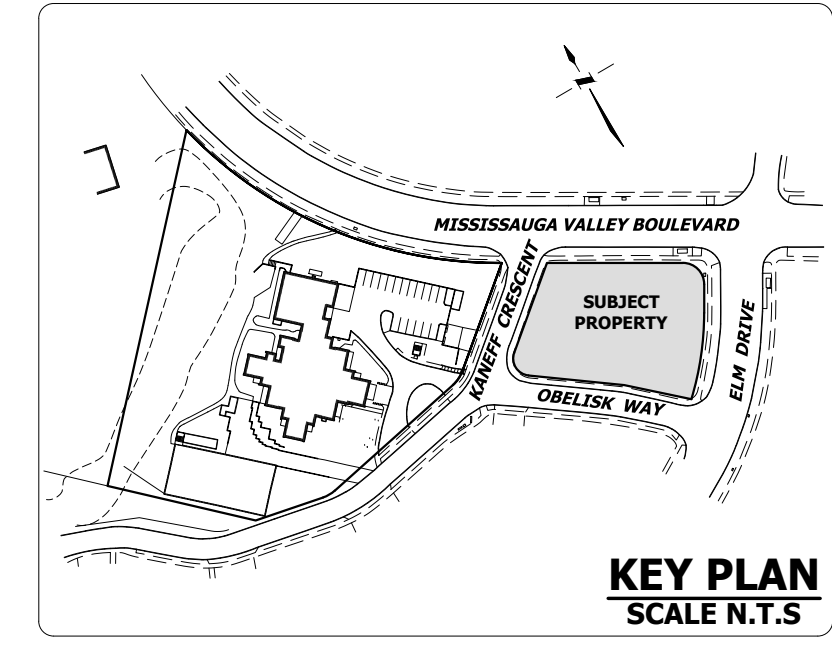 MISSISSAUGA VALLEY BOULEVARD
KANEFF CRESCENT
SUBJECT
PROPERTY
ELM DRIVE
OBELISK WAY
KEY PLAN
SCALE N.T.S